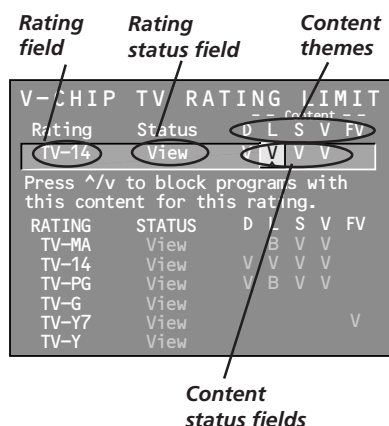 Rating field
Rating status field
Content themes
V-CHIP TV RATING LIMIT
- - Content - -
Rating Status D L S V FV
TV-14 View V V V V
Press ^/v to block programs with
this content for this rating.
RATING STATUS D L S V FV
TV-MA View B V V
TV-14 View V V V V
TV-PG View V B V V
TV-G View
TV-Y7 View V
TV-Y View
Content
status fields